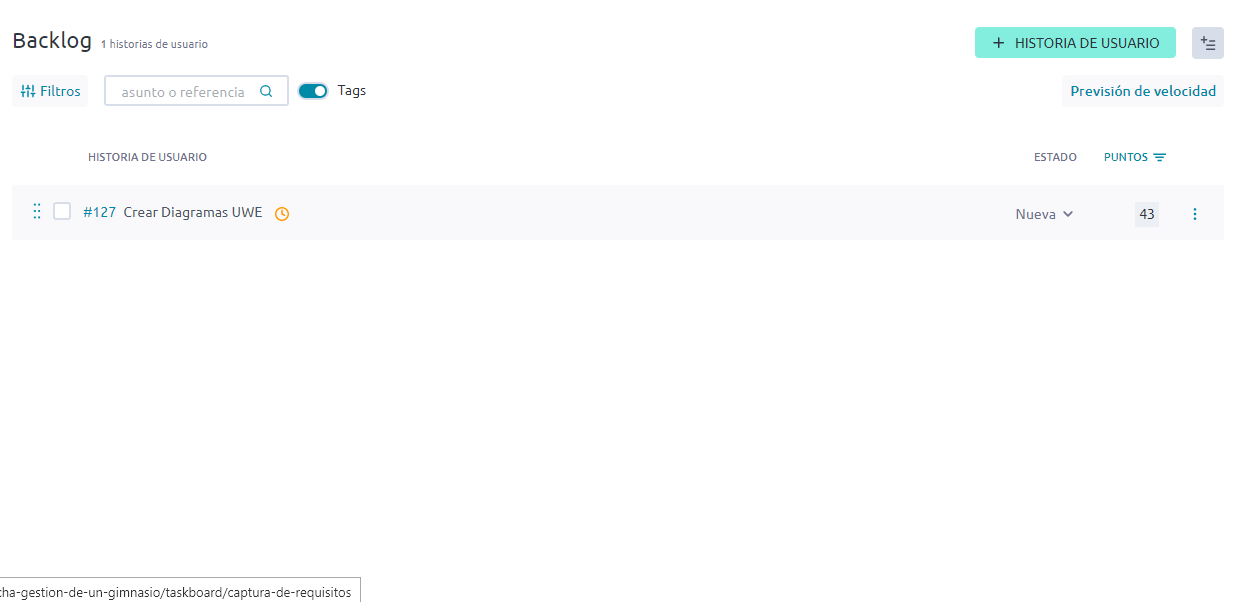 Backlog 1 historias de usuario
+ HISTORIA DE USUARIO
Filtros
asunto o referencia
Tags
Previsión de velocidad
HISTORIA DE USUARIO ESTADO PUNTOS
#127 Crear Diagramas UWE Nueva 43
cha-gestion-de-un-gimnasio/taskboard/captura-de-requisitos